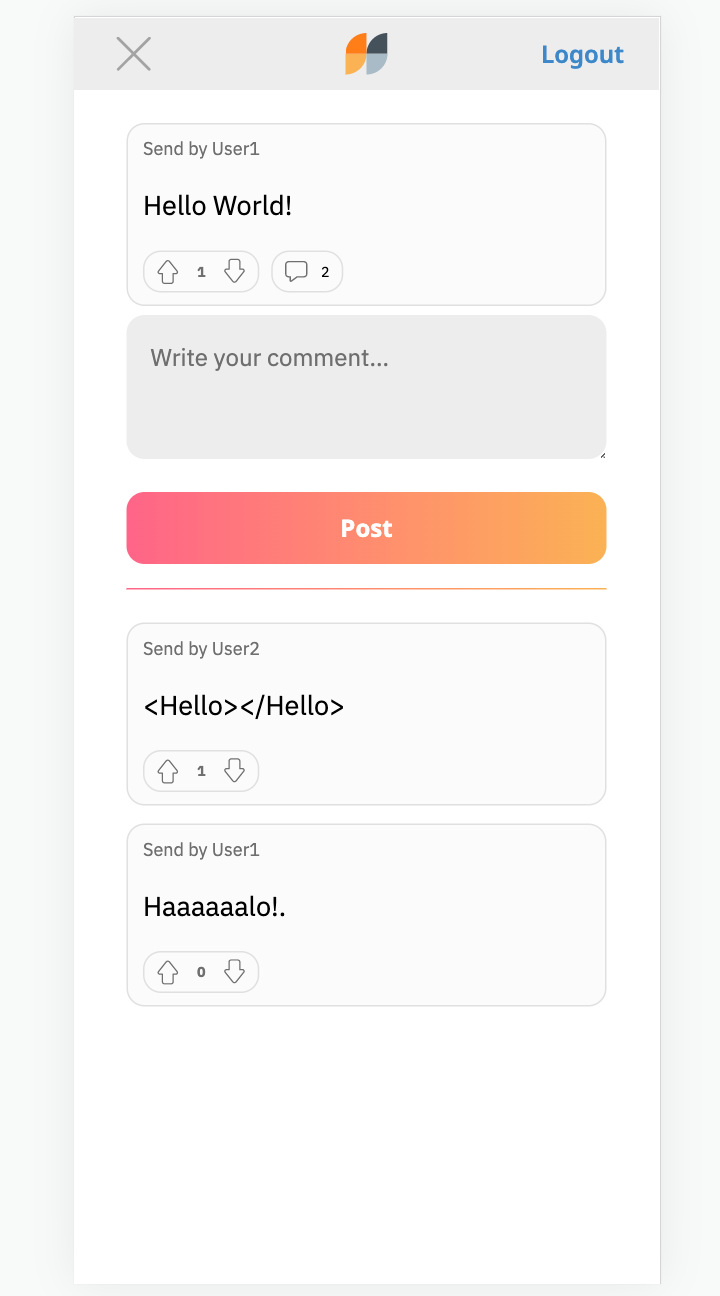 Logout
Send by User1
Hello World!
1 2
Write your comment...
Post
Send by User2
<Hello></Hello>
1
Send by User1
Haaaaaalo!.
0